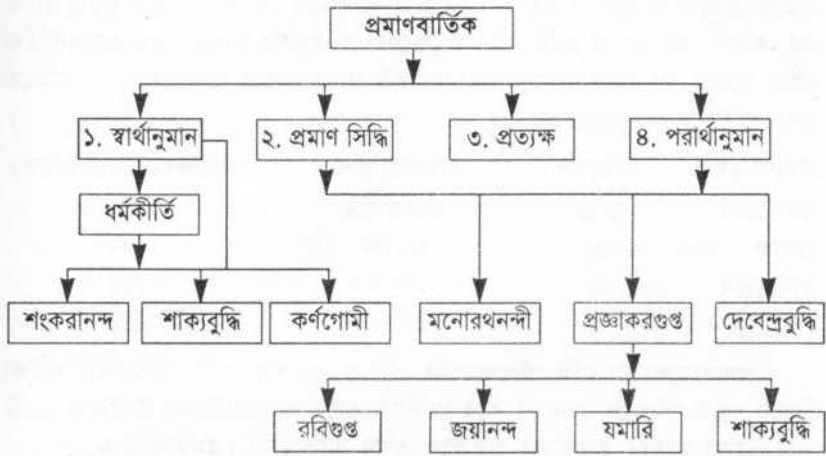 প্রমাণবার্তিক
১. স্বার্থানুমান ২. প্রমাণ সিদ্ধি ৩. প্রত্যক্ষ ৪. পরার্থানুমান
ধর্মকীর্তি
শংকরানন্দ শাক্যবুদ্ধি কর্ণগোমী মনোরথনন্দী প্রজ্ঞাকরগুপ্ত দেবেন্দ্রবুদ্ধি
রবিগুপ্ত জয়ানন্দ যমারি শাক্যবুদ্ধি